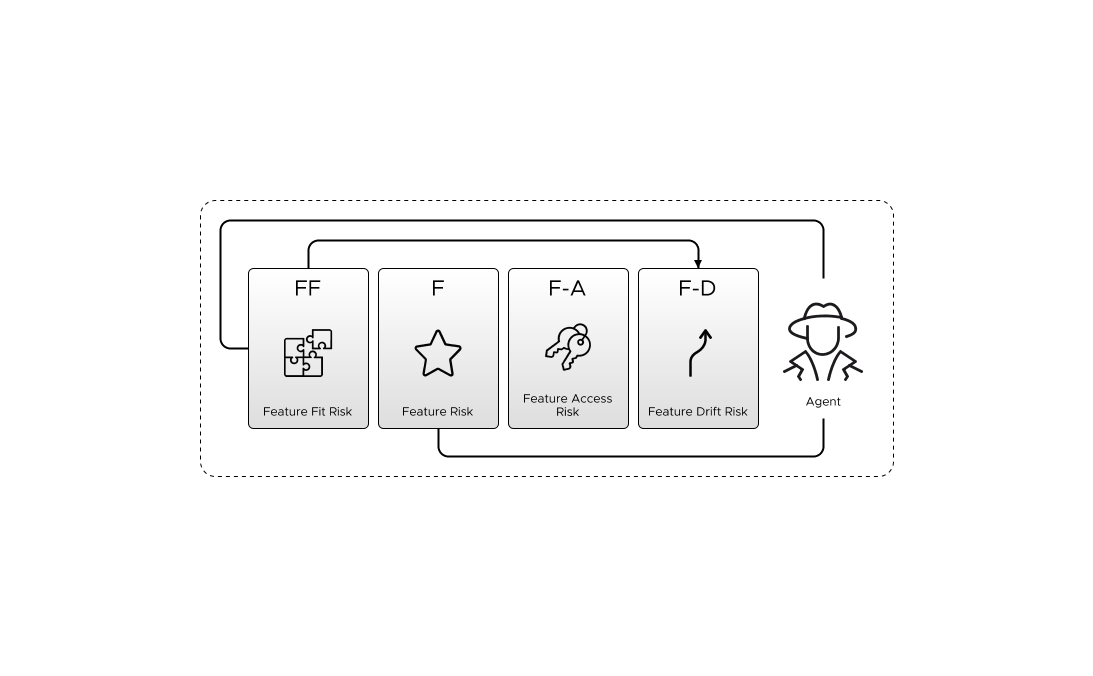 FF
F
F-A
F-D
Feature Fit Risk
Feature Risk
Feature Access
Risk
Feature Drift Risk
Agent